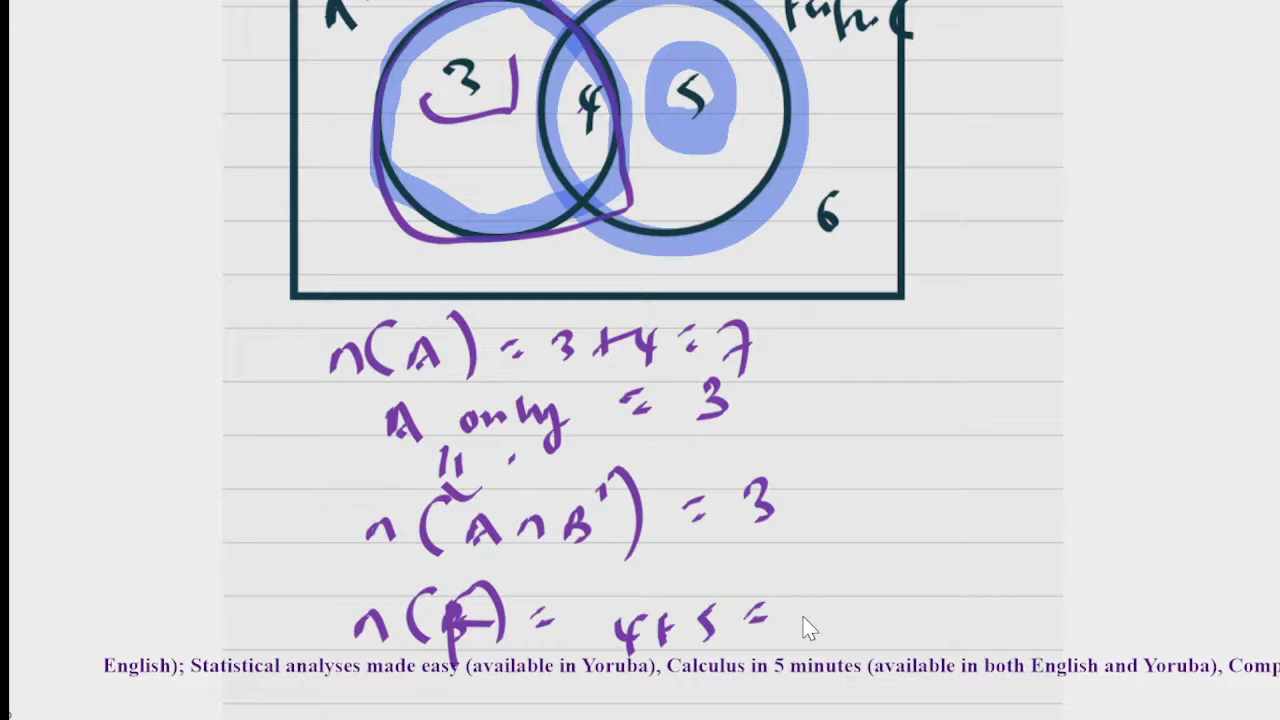 3
4
5
6
n(A) = 3+4 = 7
A only = 3
n(A∩B') = 3
n(B) = 4+5 =
English); Statistical analyses made easy (available in Yoruba), Calculus in 5 minutes (available in both English and Yoruba), Comp